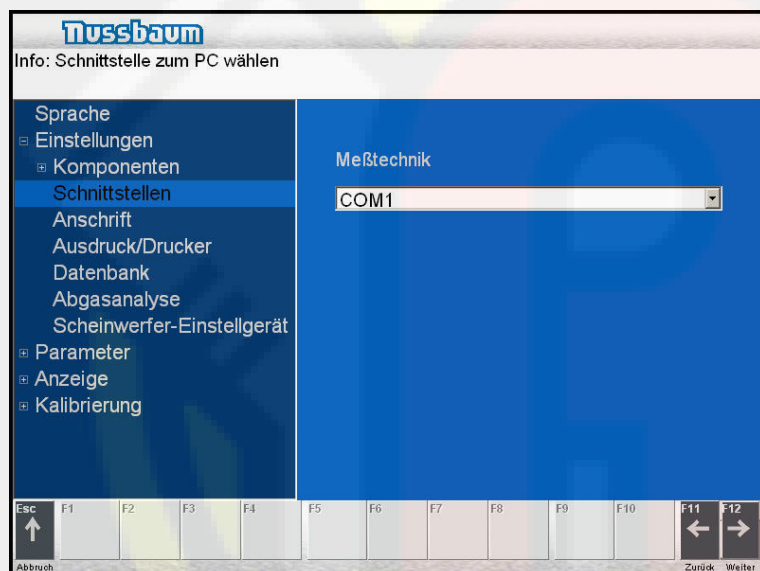 Nussbaum
Info: Schnittstelle zum PC wählen
Sprache
Einstellungen
Komponenten
Schnittstellen
Anschrift
Ausdruck/Drucker
Datenbank
Abgasanalyse
Scheinwerfer-Einstellgerät
Parameter
Anzeige
Kalibrierung
Meßtechnik
COM1
Esc F1 F2 F3 F4 F5 F6 F7 F8 F9 F10 F11 F12
Abbruch Zurück Weiter